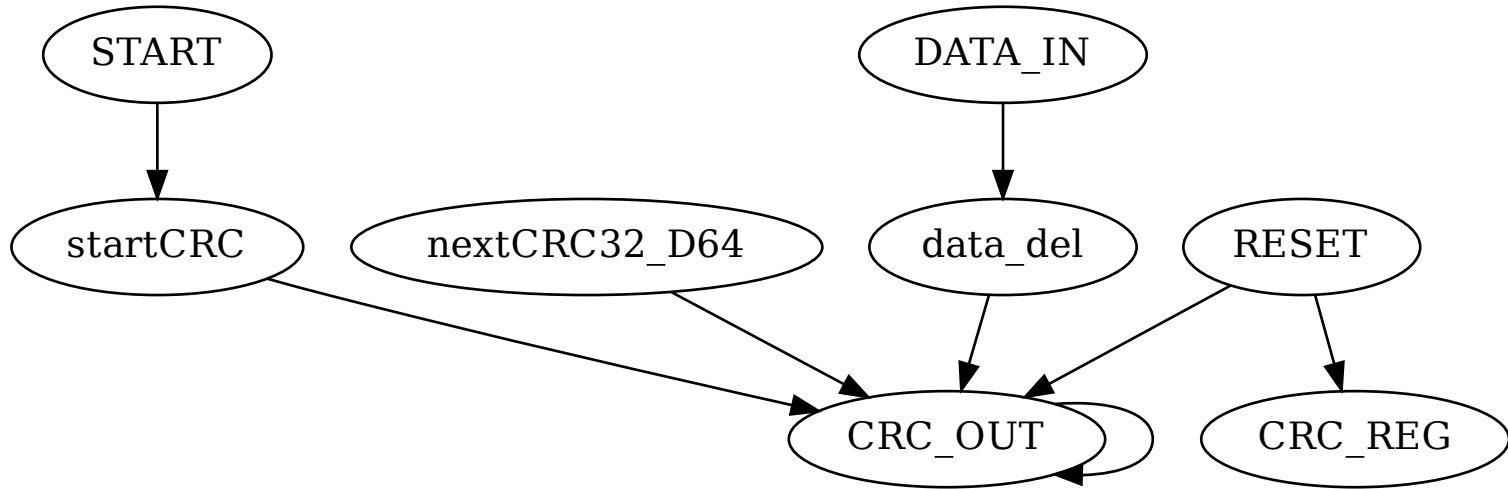 START
DATA_IN
startCRC
nextCRC32_D64
data_del
RESET
CRC_OUT
CRC_REG